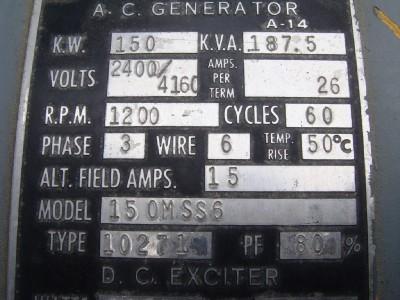 A. C. GENERATOR
A-14
K.W. 150 K.V.A. 187.5
VOLTS 2400/4160 AMPS. PER TERM 26
R.P.M. 1200 CYCLES 60
PHASE 3 WIRE 6 TEMP. RISE 50°C
ALT. FIELD AMPS. 15
MODEL 150MSS6
TYPE 10271 PF 80 %
D. C. EXCITER